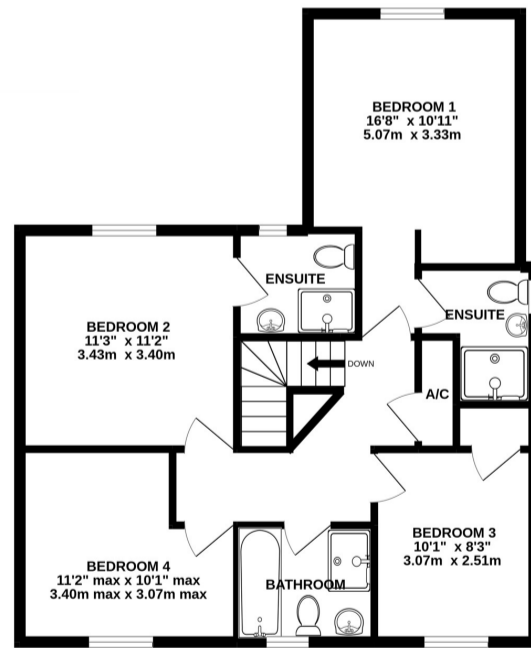 BEDROOM 1
16'8" x 10'11"
5.07m x 3.33m
ENSUITE
BEDROOM 2
11'3" x 11'2"
3.43m x 3.40m
ENSUITE
DOWN
A/C
BEDROOM 3
10'1" x 8'3"
3.07m x 2.51m
BEDROOM 4
11'2" max x 10'1" max
3.40m max x 3.07m max
BATHROOM